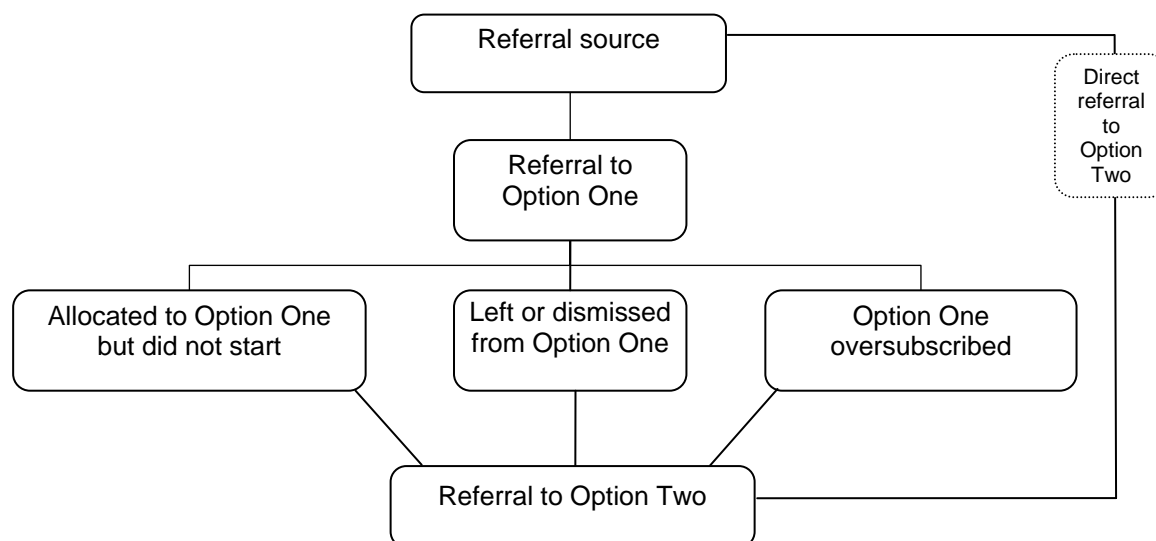 Referral source
Direct
referral
to
Option
Two
Referral to
Option One
Allocated to Option One
but did not start
Left or dismissed
from Option One
Option One
oversubscribed
Referral to Option Two